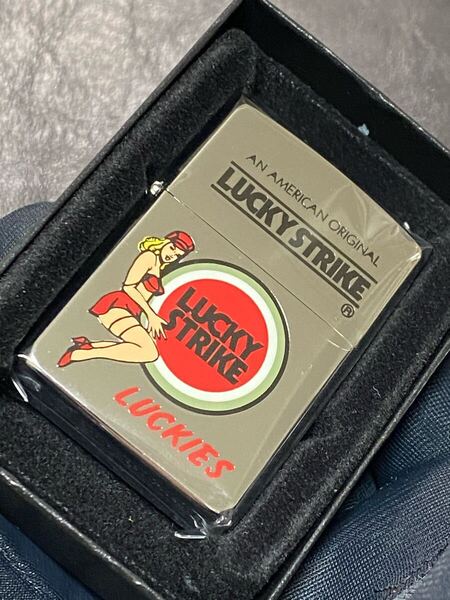 AN AMERICAN ORIGINAL
LUCKY STRIKE
®
LUCKY
STRIKE
LUCKIES